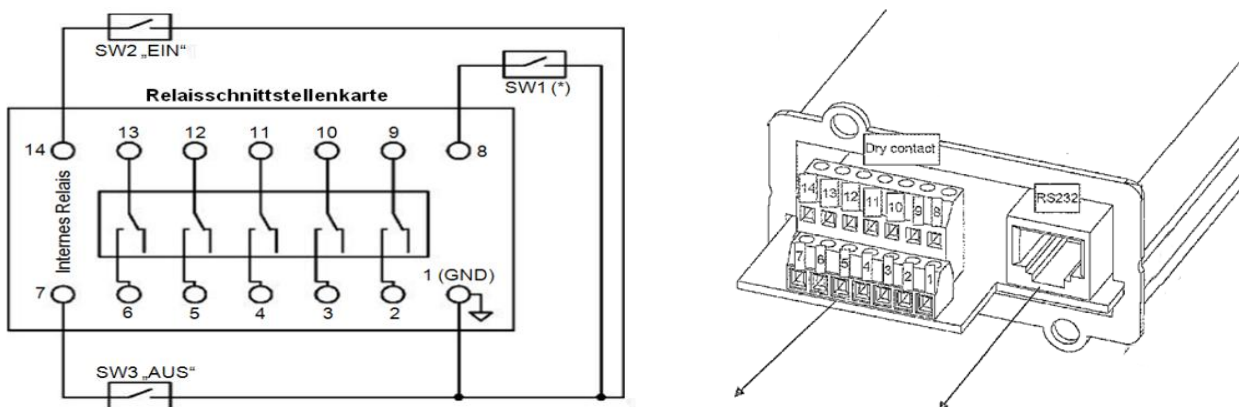 SW2 „EIN“
SW1 (*)
Relaisschnittstellenkarte
14 13 12 11 10 9 8
Internes Relais
1 (GND)
7 6 5 4 3 2
SW3 „AUS“
Dry contact
RS232
14 13 12 11 10 9 8
7 6 5 4 3 2 1